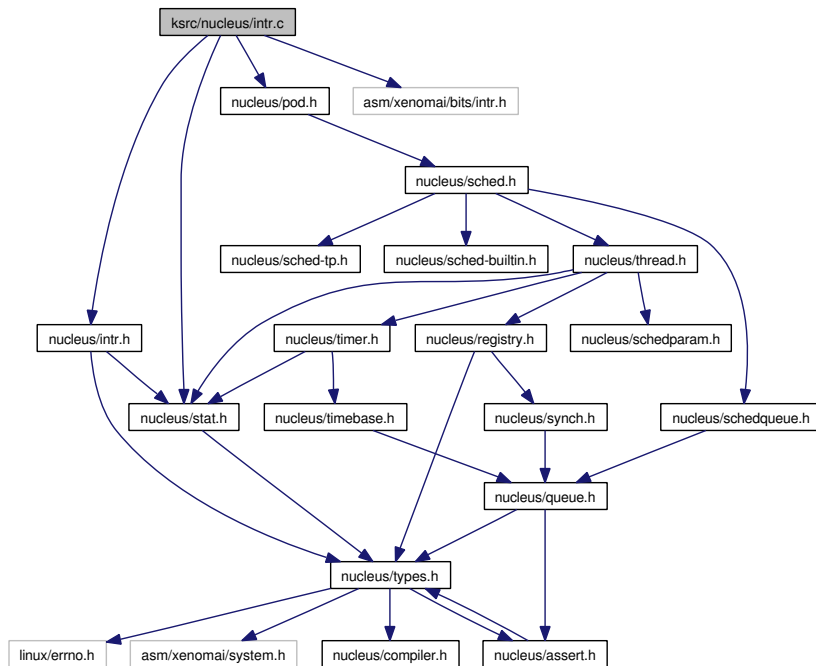 ksrc/nucleus/intr.c
nucleus/pod.h
asm/xenomai/bits/intr.h
nucleus/sched.h
nucleus/sched-tp.h
nucleus/sched-builtin.h
nucleus/thread.h
nucleus/intr.h
nucleus/timer.h
nucleus/registry.h
nucleus/schedparam.h
nucleus/stat.h
nucleus/timebase.h
nucleus/synch.h
nucleus/schedqueue.h
nucleus/queue.h
nucleus/types.h
linux/errno.h
asm/xenomai/system.h
nucleus/compiler.h
nucleus/assert.h